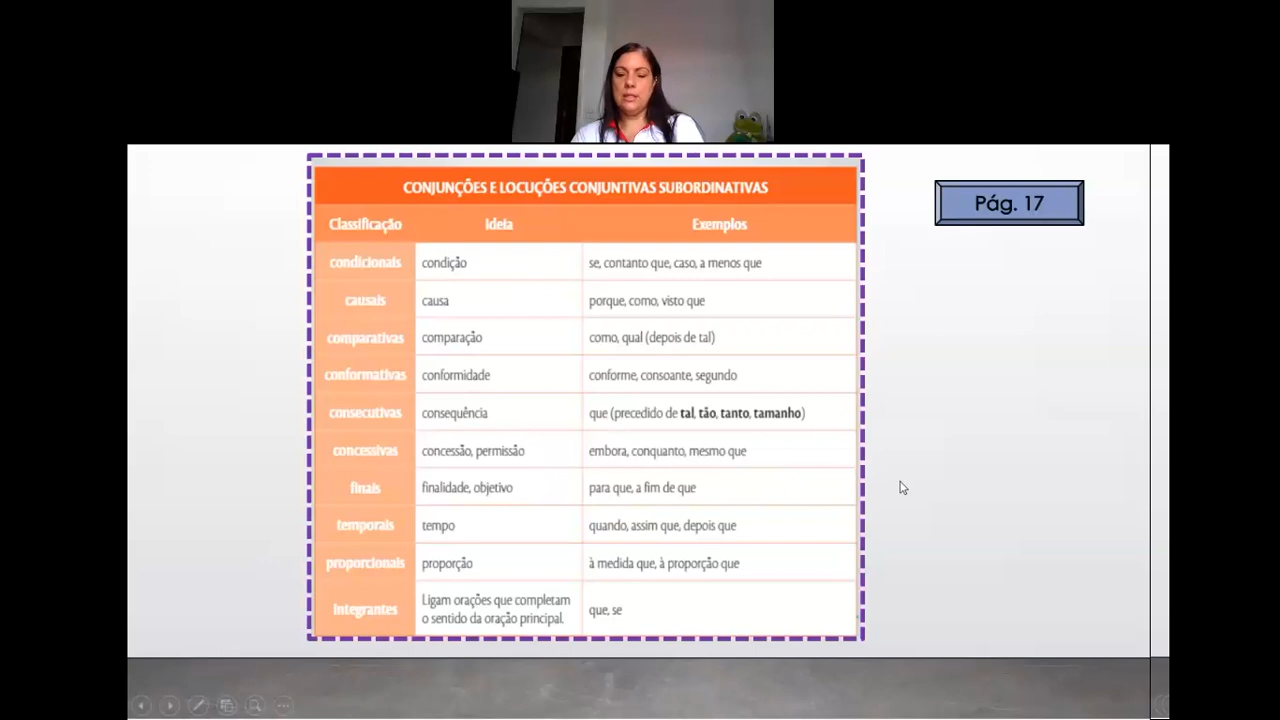 CONJUNÇÕES E LOCUÇÕES CONJUNTIVAS SUBORDINATIVAS
Pág. 17
Classificação Ideia Exemplos
condicionais condição se, contanto que, caso, a menos que
causais causa porque, como, visto que
comparativas comparação como, qual (depois de tal)
conformativas conformidade conforme, consoante, segundo
consecutivas consequência que (precedido de tal, tão, tanto, tamanho)
concessivas concessão, permissão embora, conquanto, mesmo que
finais finalidade, objetivo para que, a fim de que
temporais tempo quando, assim que, depois que
proporcionais proporção à medida que, à proporção que
Integrantes Ligam orações que completam
o sentida da oração principal. que, se